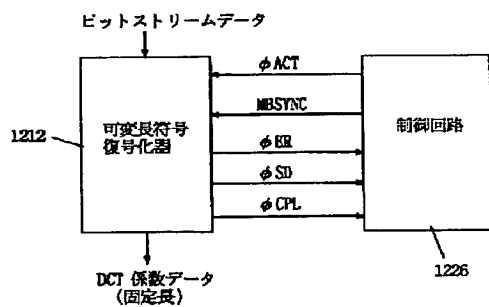 ビットストリームデータ
φACT
MBSYNC
φER
φSD
φCPL
可変長符号
復号化器
制御回路
1212
1226
DCT 係数データ
(固定長)